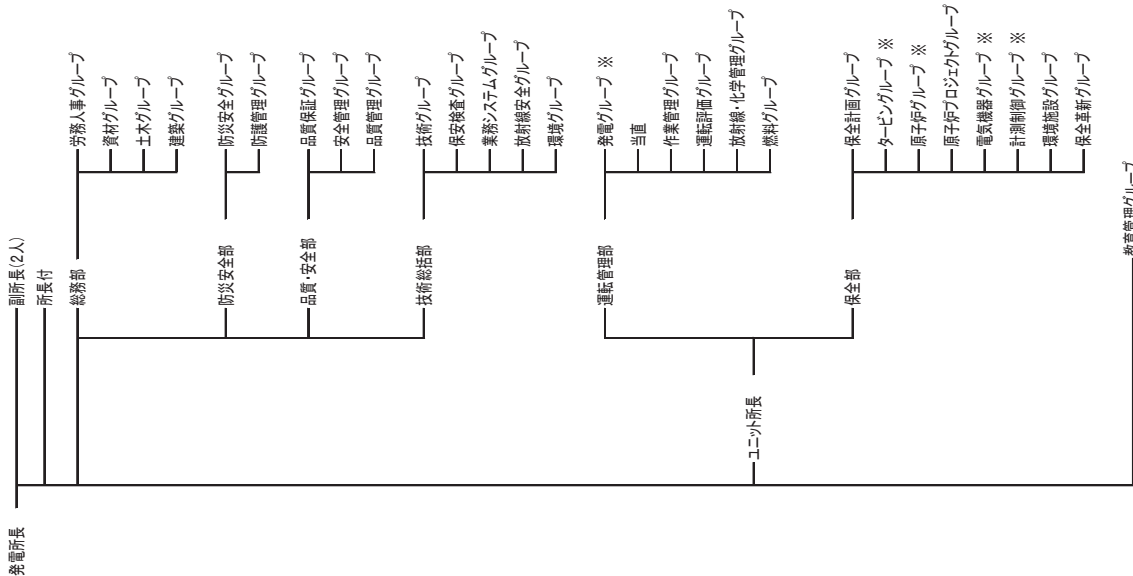 発電所長
副所長(2人)
所長付
総務部
労務人事グループ
資材グループ
土木グループ
建築グループ
防災安全部
防災安全グループ
防護管理グループ
品質・安全部
品質保証グループ
安全管理グループ
品質管理グループ
技術総括部
技術グループ
保安検査グループ
業務システムグループ
放射線安全グループ
環境グループ
ユニット所長
運転管理部
発電グループ ※
当直
作業管理グループ
運転評価グループ
放射線・化学管理グループ
燃料グループ
保全部
保全計画グループ
タービングループ ※
原子炉グループ ※
原子炉プロジェクトグループ
電気機器グループ ※
計測制御グループ ※
環境施設グループ
保全革新グループ
教育管理グループ